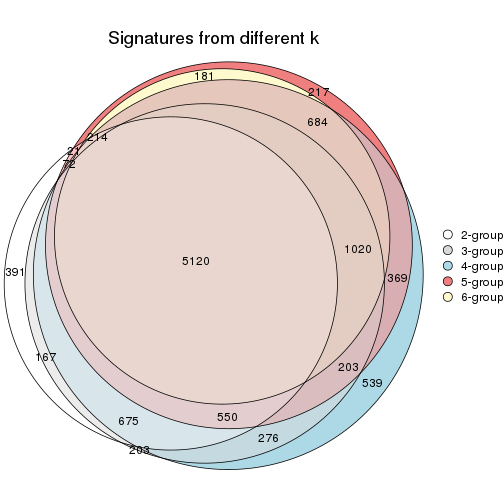 Signatures from different k
181
217
684
214
21
72
5120
1020
391
369
167
203
539
550
675
276
203
2-group
3-group
4-group
5-group
6-group